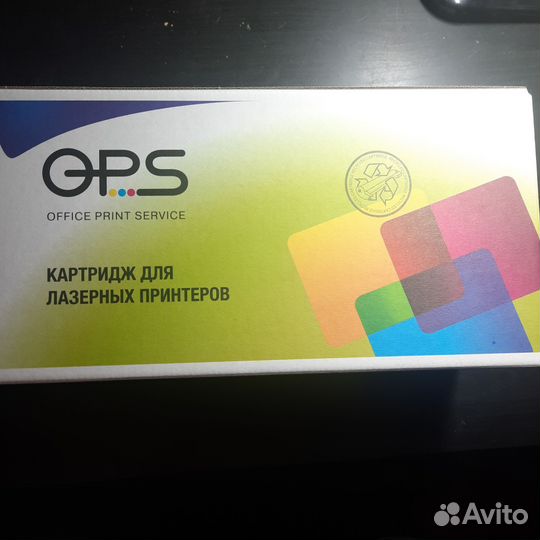 OPS
OFFICE PRINT SERVICE
КАРТРИДЖ ДЛЯ
ЛАЗЕРНЫХ ПРИНТЕРОВ
Avito